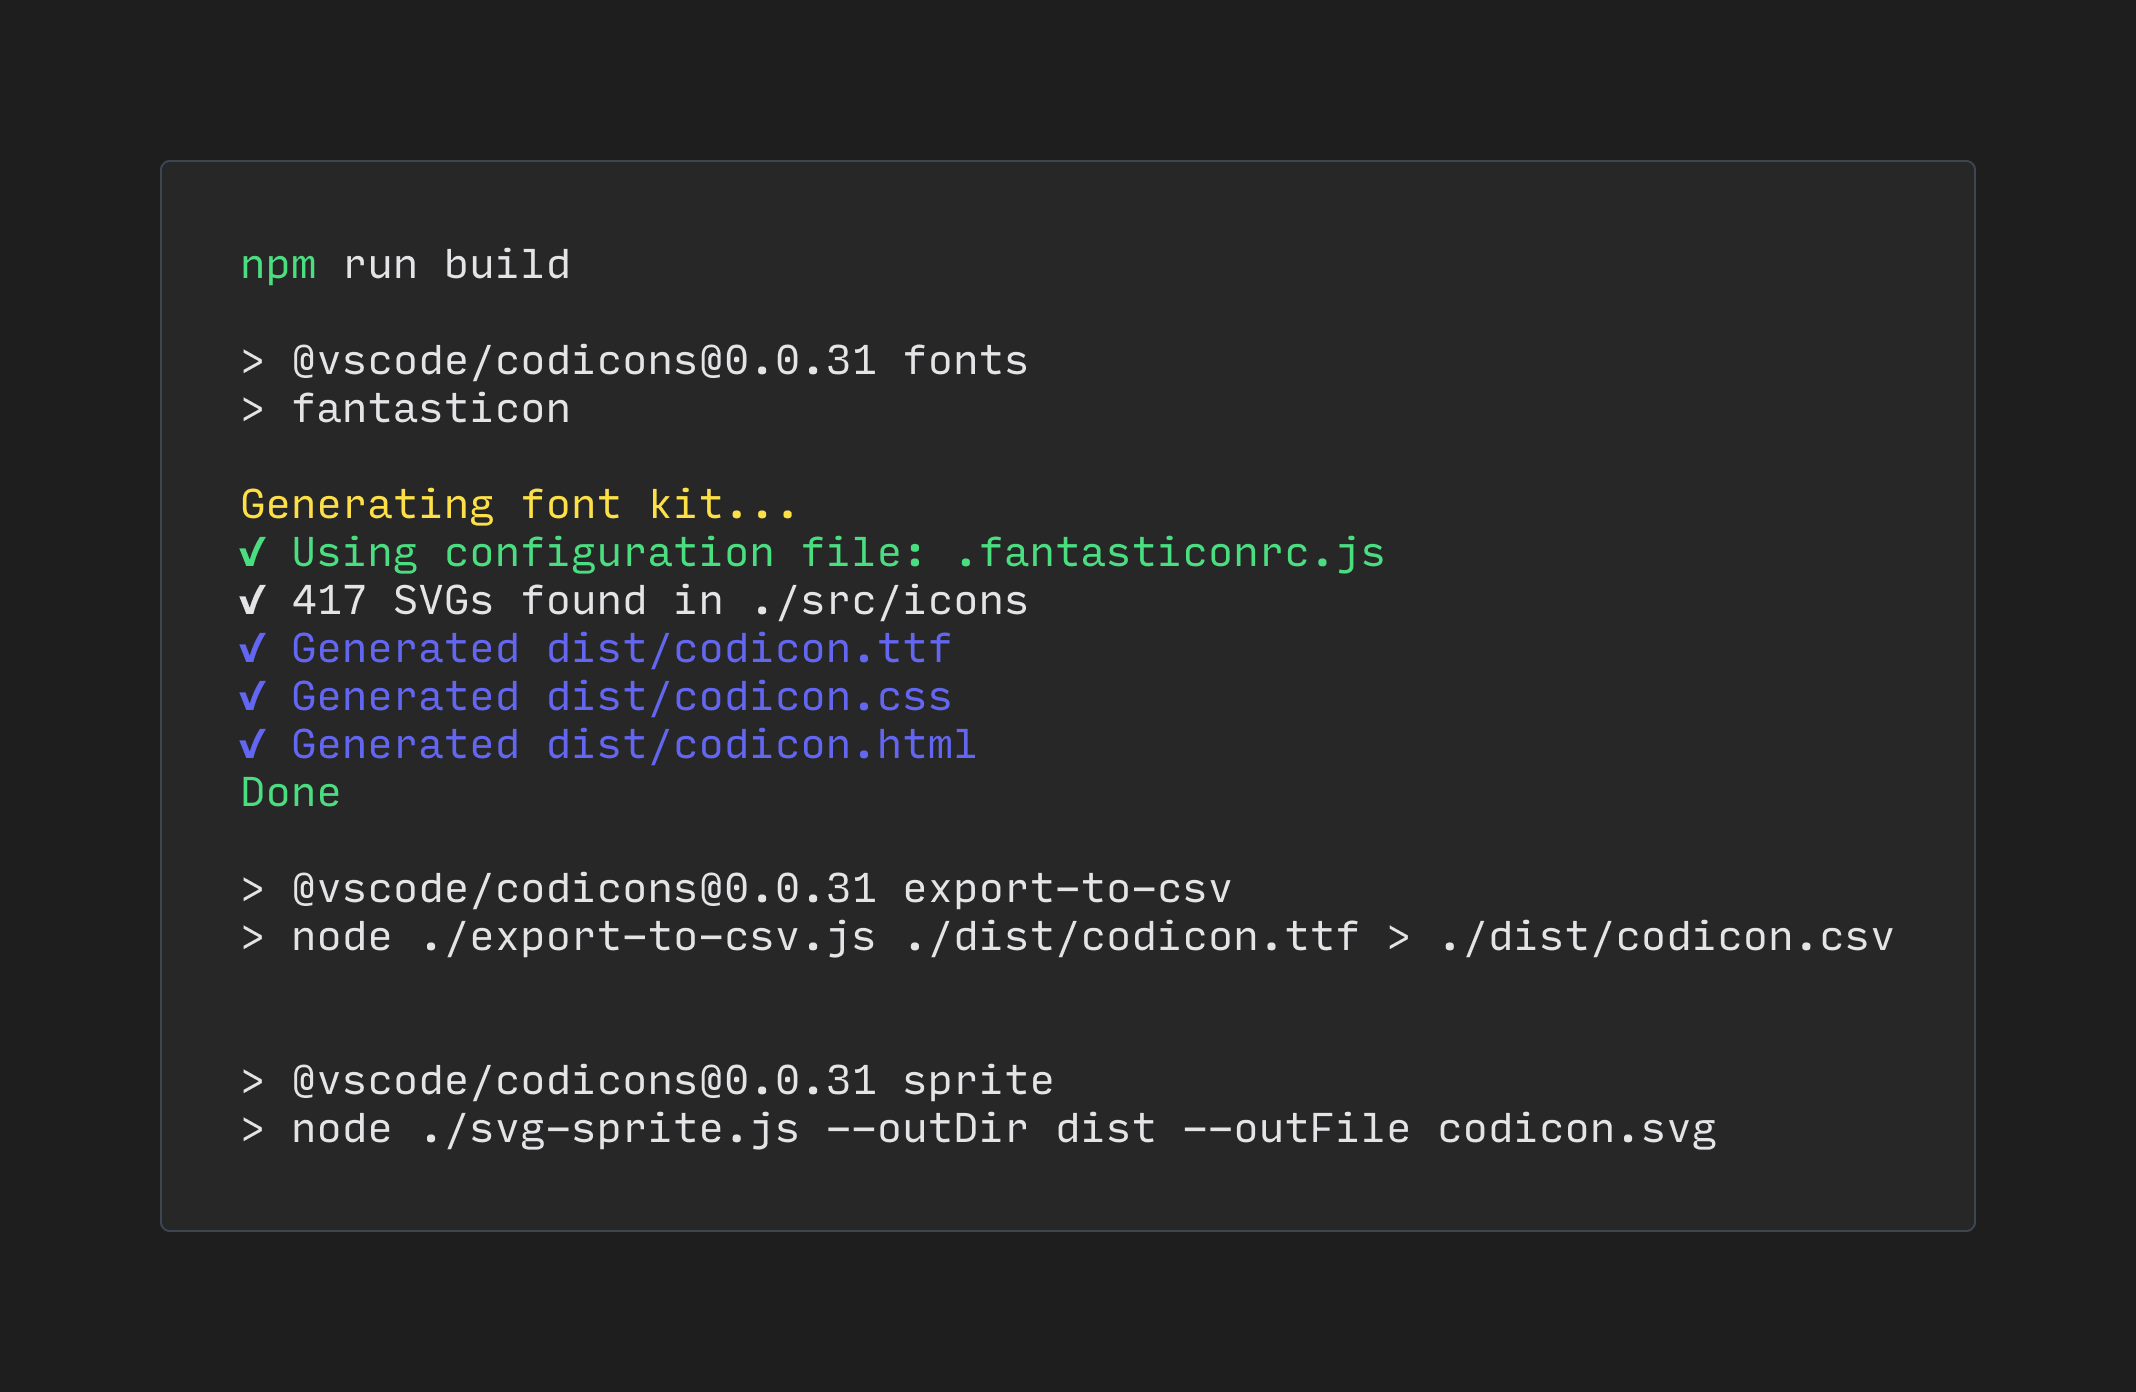 npm run build
> @vscode/codicons@0.0.31 fonts
> fantasticon
Generating font kit...
✔ Using configuration file: .fantasticonrc.js
✔ 417 SVGs found in ./src/icons
✔ Generated dist/codicon.ttf
✔ Generated dist/codicon.css
✔ Generated dist/codicon.html
Done
> @vscode/codicons@0.0.31 export-to-csv
> node ./export-to-csv.js ./dist/codicon.ttf > ./dist/codicon.csv
> @vscode/codicons@0.0.31 sprite
> node ./svg-sprite.js --outDir dist --outFile codicon.svg